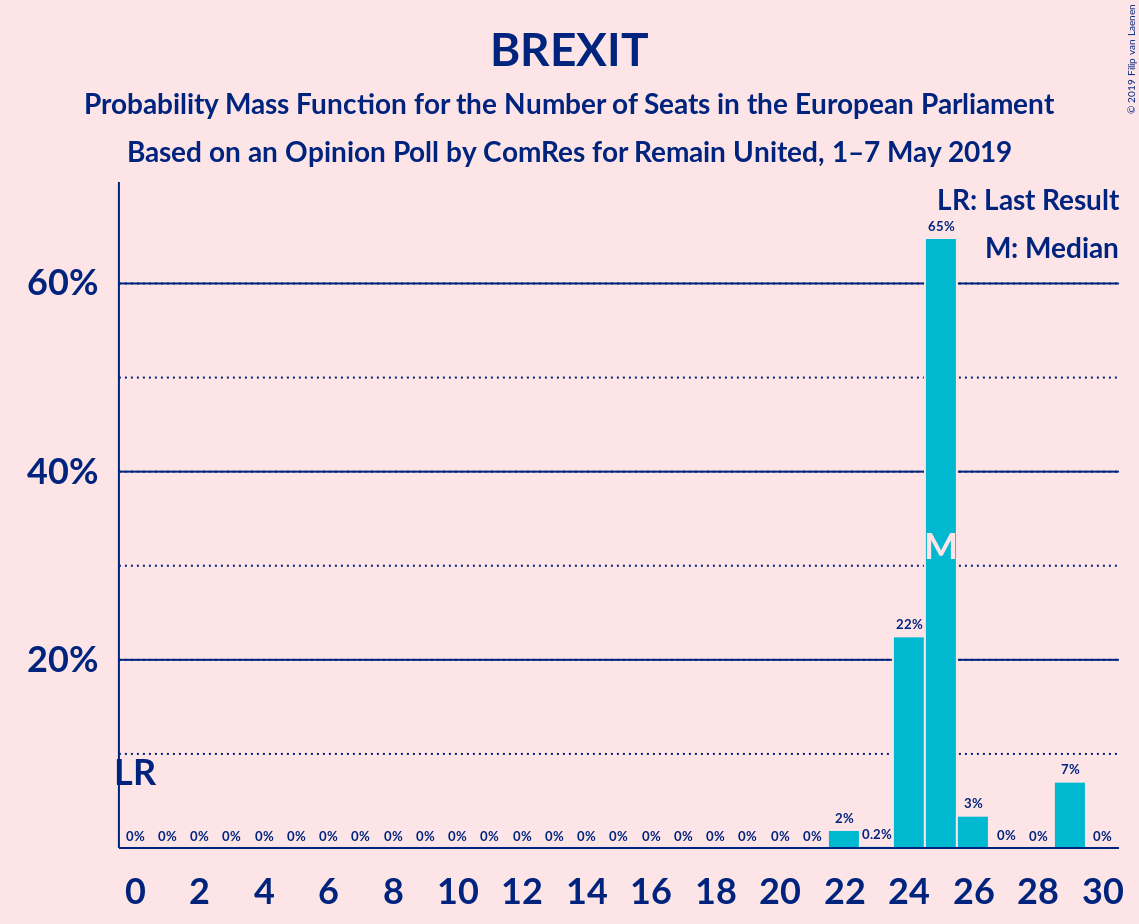 BREXIT
Probability Mass Function for the Number of Seats in the European Parliament
Based on an Opinion Poll by ComRes for Remain United, 1–7 May 2019
© 2019 Filip van Laenen
LR: Last Result
M: Median
65%
60%
40%
M
22%
20%
LR
0% 0% 0% 0% 0% 0% 0% 0% 0% 0% 0% 0% 0% 0% 0% 0% 0% 0% 0% 0% 0% 0% 2% 0.2% 3% 0% 0% 7% 0%
0 2 4 6 8 10 12 14 16 18 20 22 24 26 28 30